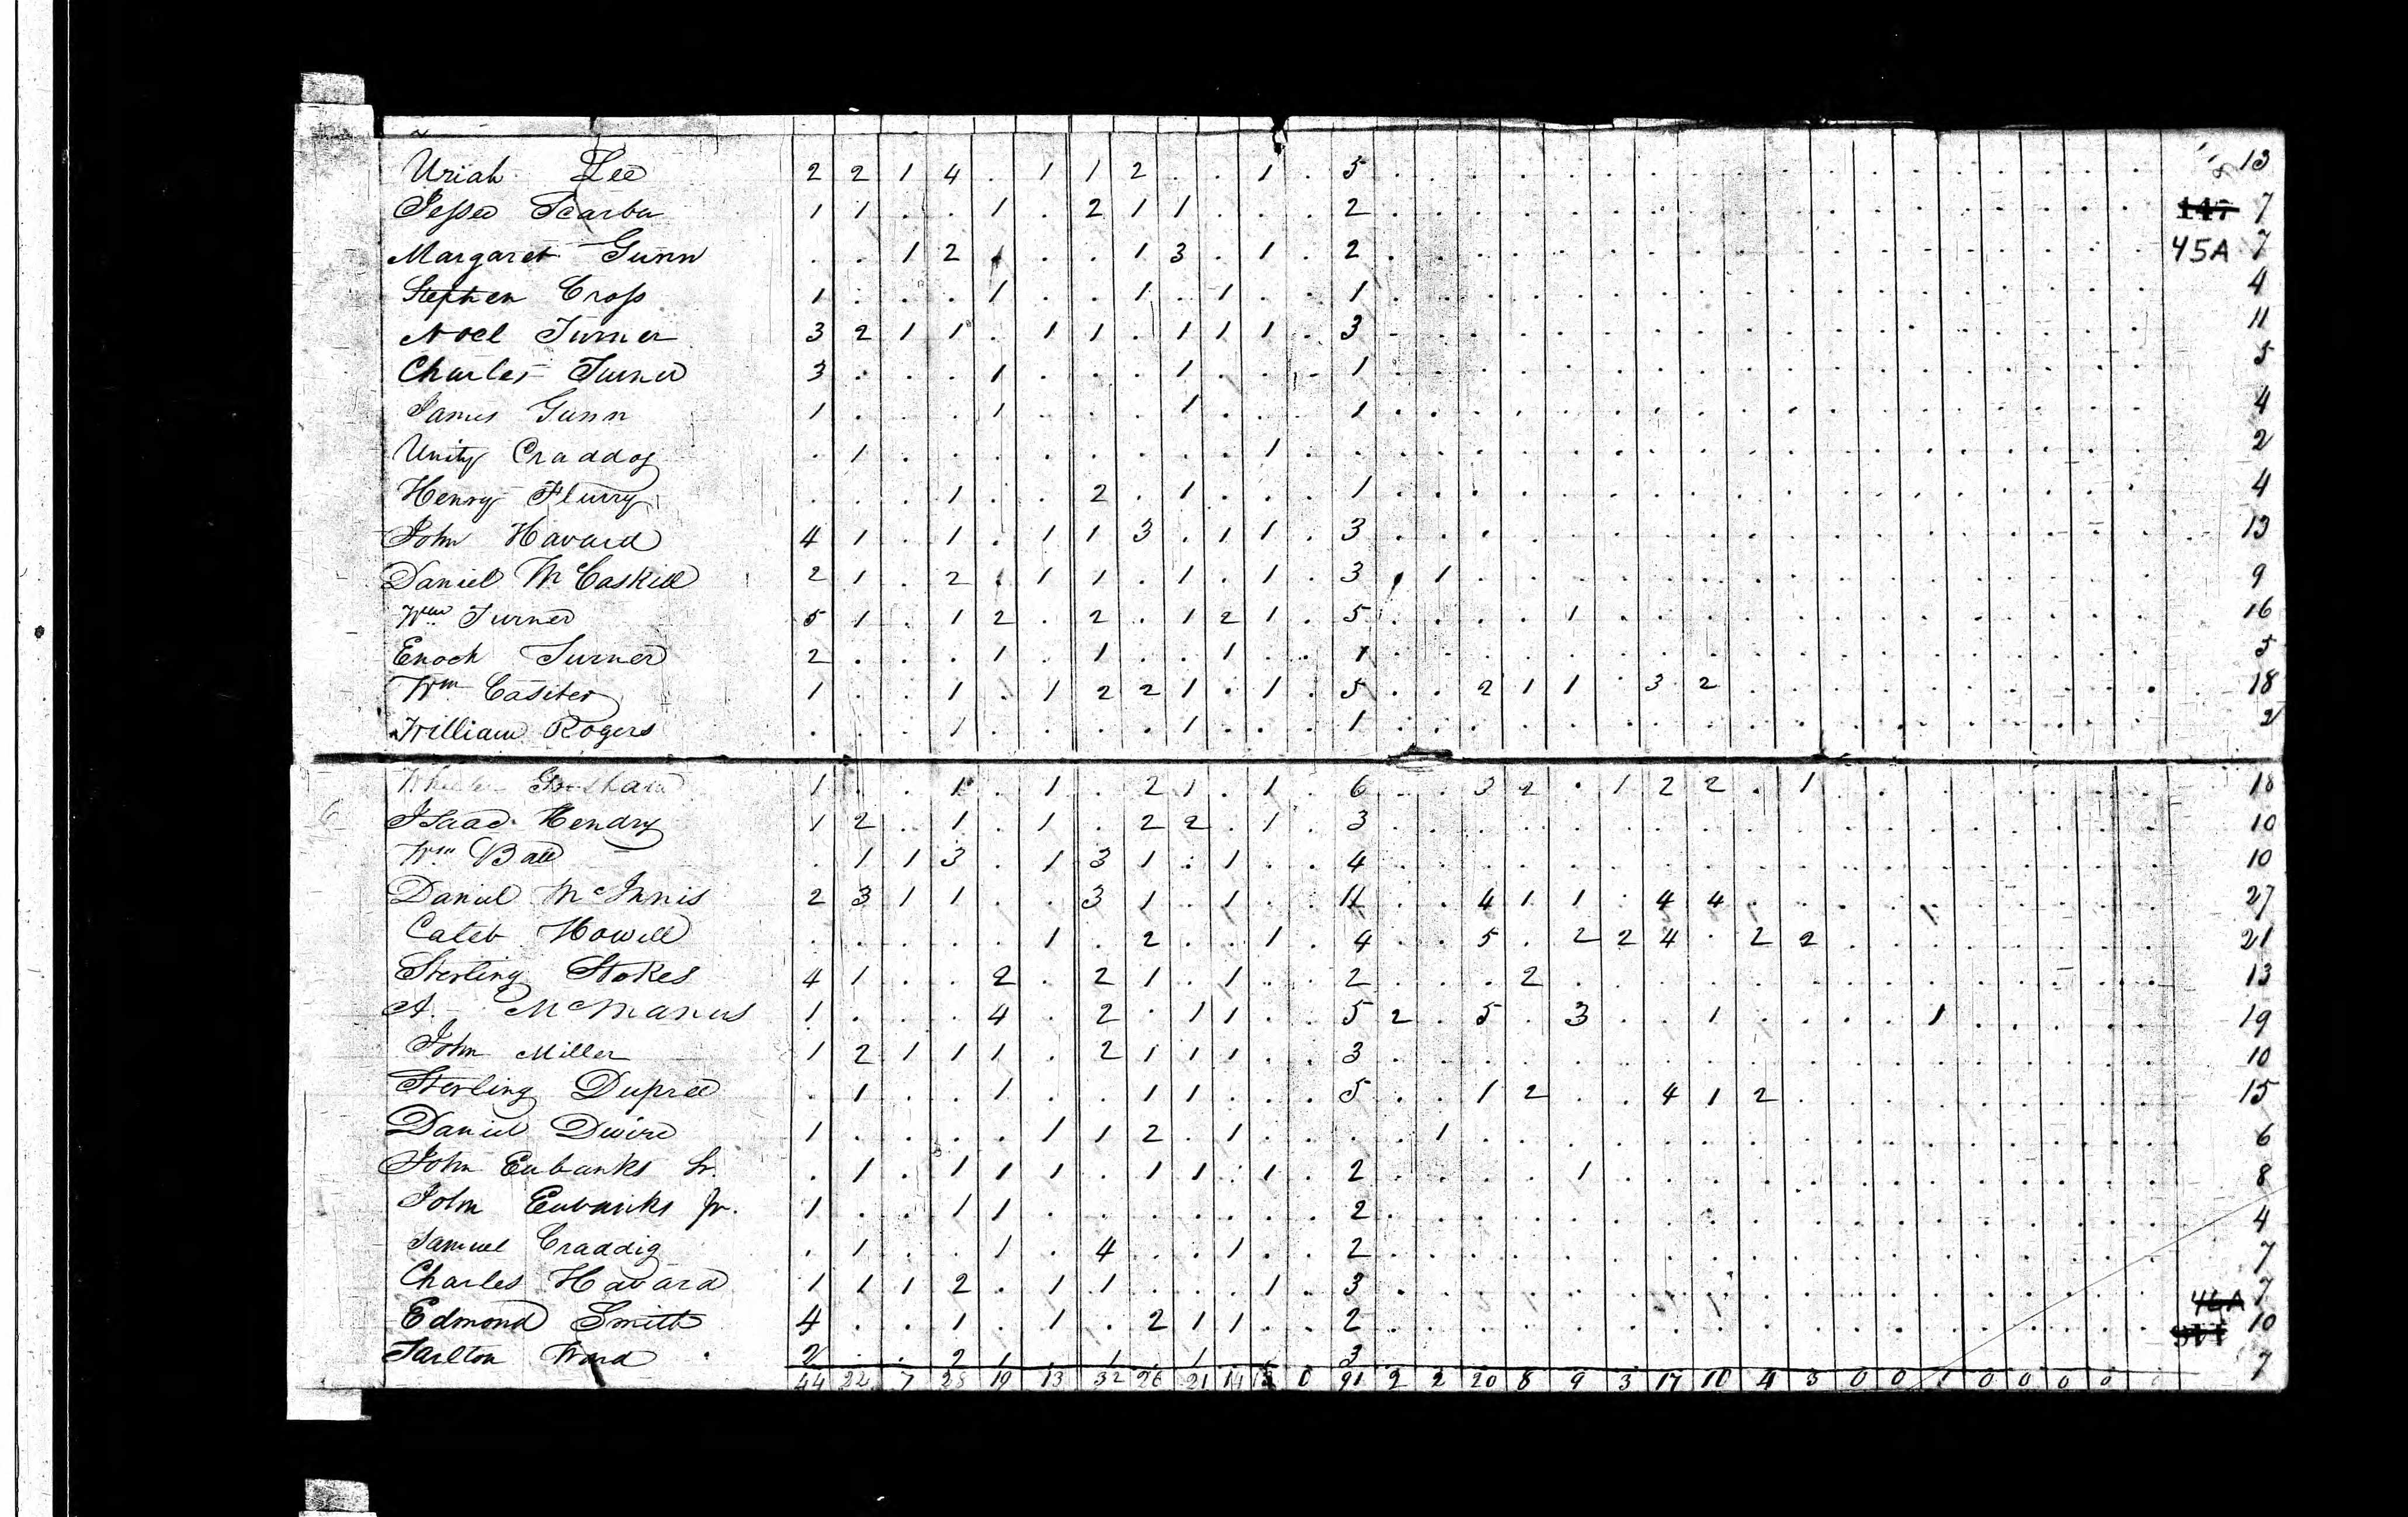 Uriah Lee 2 2 1 4 . 1 1 2 . . 1 . 5 . . . . . . . . . . . . . . . . . . 13
Jesse 1 1 . . 1 . 2 1 1 . . . 2 . . . . . . . . . . . . . . . . . . 147 7
Margaret Gunn . . 1 2 . . . 1 3 . 1 . 2 . . . . . . . . . . . . . . . . . . 45A 7
Stephen Cross 1 . . . 1 . . 1 . 1 . . 1 . . . . . . . . . . . . . . . . . . 4
Noel Turner 3 2 1 1 . 1 1 . 1 1 1 . 3 . . . . . . . . . . . . . . . . . . 11
Charles Turner 3 . . . 1 . . . 1 . . . 1 . . . . . . . . . . . . . . . . . . 5
James Gunn 1 . . . 1 . . . 1 . . . 1 . . . . . . . . . . . . . . . . . . 4
Unity Craddog . 1 . . . . . . . . 1 . . . . . . . . . . . . . . . . . . . . 2
Henry Flurry . . . 1 . . 2 . 1 . . . 1 . . . . . . . . . . . . . . . . . . 4
John Havard 4 1 . 1 . 1 1 3 . 1 1 . 3 . . . . . . . . . . . . . . . . . . 13
Daniel McCaskill 2 1 . 2 . 1 1 . 1 . 1 . 3 . 1 . . . . . . . . . . . . . . . . 9
Wm Turner 5 1 . 1 2 . 2 . 1 2 1 . 5 . . . . 1 . . . . . . . . . . . . . 16
Enoch Turner 2 . . . 1 . 1 . . 1 . . 1 . . . . . . . . . . . . . . . . . . 5
Wm Casiter 1 . . 1 . 1 2 2 1 . 1 . 5 . . 2 1 1 . 3 2 . . . . . . . . . . 18
William Rogers . . . 1 . . . . 1 . . . 1 . . . . . . . . . . . . . . . . . . 2
1 . . 1 . 1 . 2 1 . 1 . 6 . . 3 2 . 1 2 2 . 1 . . . . . . . . 18
Isaac Hendry 1 2 . 1 . 1 . 2 2 . 1 . 3 . . . . . . . . . . . . . . . . . . 10
Wm Ball . 1 1 3 . 1 3 1 . 1 . . 4 . . . . . . . . . . . . . . . . . . 10
Daniel McInnis 2 3 1 1 . . 3 1 . 1 . . 11 . . 4 1 1 . 4 4 . . . . . . . . . . 27
Caleb Howell . . . . . 1 . 2 . . 1 . 4 . . 5 . 2 2 4 . 2 2 . . . . . . . . 21
Sterling Stokes 4 1 . . 2 . 2 1 . 1 . . 2 . . . 2 . . . . . . . . . . . . . . 13
A. McManus 1 . . . 4 . 2 . 1 1 . . 5 2 . 5 . 3 . . 1 . . . . 1 . . . . . 19
John Miller 1 2 1 1 1 . 2 1 1 1 . . 3 . . . . . . . . . . . . . . . . . . 10
Sterling Dupree . 1 . . 1 . . 1 1 . . . 5 . . 1 2 . . 4 1 2 . . . . . . . . . 15
Daniel 1 . . . . 1 1 2 . 1 . . . . 1 . . . . . . . . . . . . . . . . 6
John Eubanks Sr. . 1 . 1 1 1 . 1 1 . 1 . 2 . . . . 1 . . . . . . . . . . . . . 8
John Eubanks Jr. 1 . . 1 1 . . . . . . . 2 . . . . . . . . . . . . . . . . . . 4
Samuel Craddig . 1 . . 1 . 4 . . 1 . . 2 . . . . . . . . . . . . . . . . . . 7
Charles Havard 1 1 1 2 . 1 1 . . . 1 . 3 . . . . . . . . . . . . . . . . . . 46A 7
Edmond Smith 4 . . 1 . 1 . 2 1 1 . . 2 . . . . . . . . . . . . . . . . . . 10
Tarlton Ward 2 . . 2 1 . 1 . 1 . . . 3 7
44 22 7 28 19 13 32 26 21 14 0 91 2 2 20 8 9 3 17 10 4 3 0 0 1 0 0 0 0